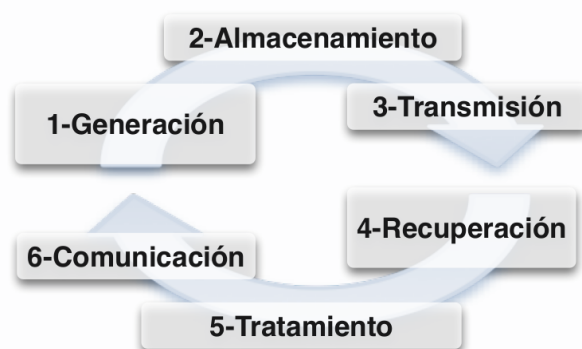 1-Generación
2-Almacenamiento
3-Transmisión
4-Recuperación
5-Tratamiento
6-Comunicación